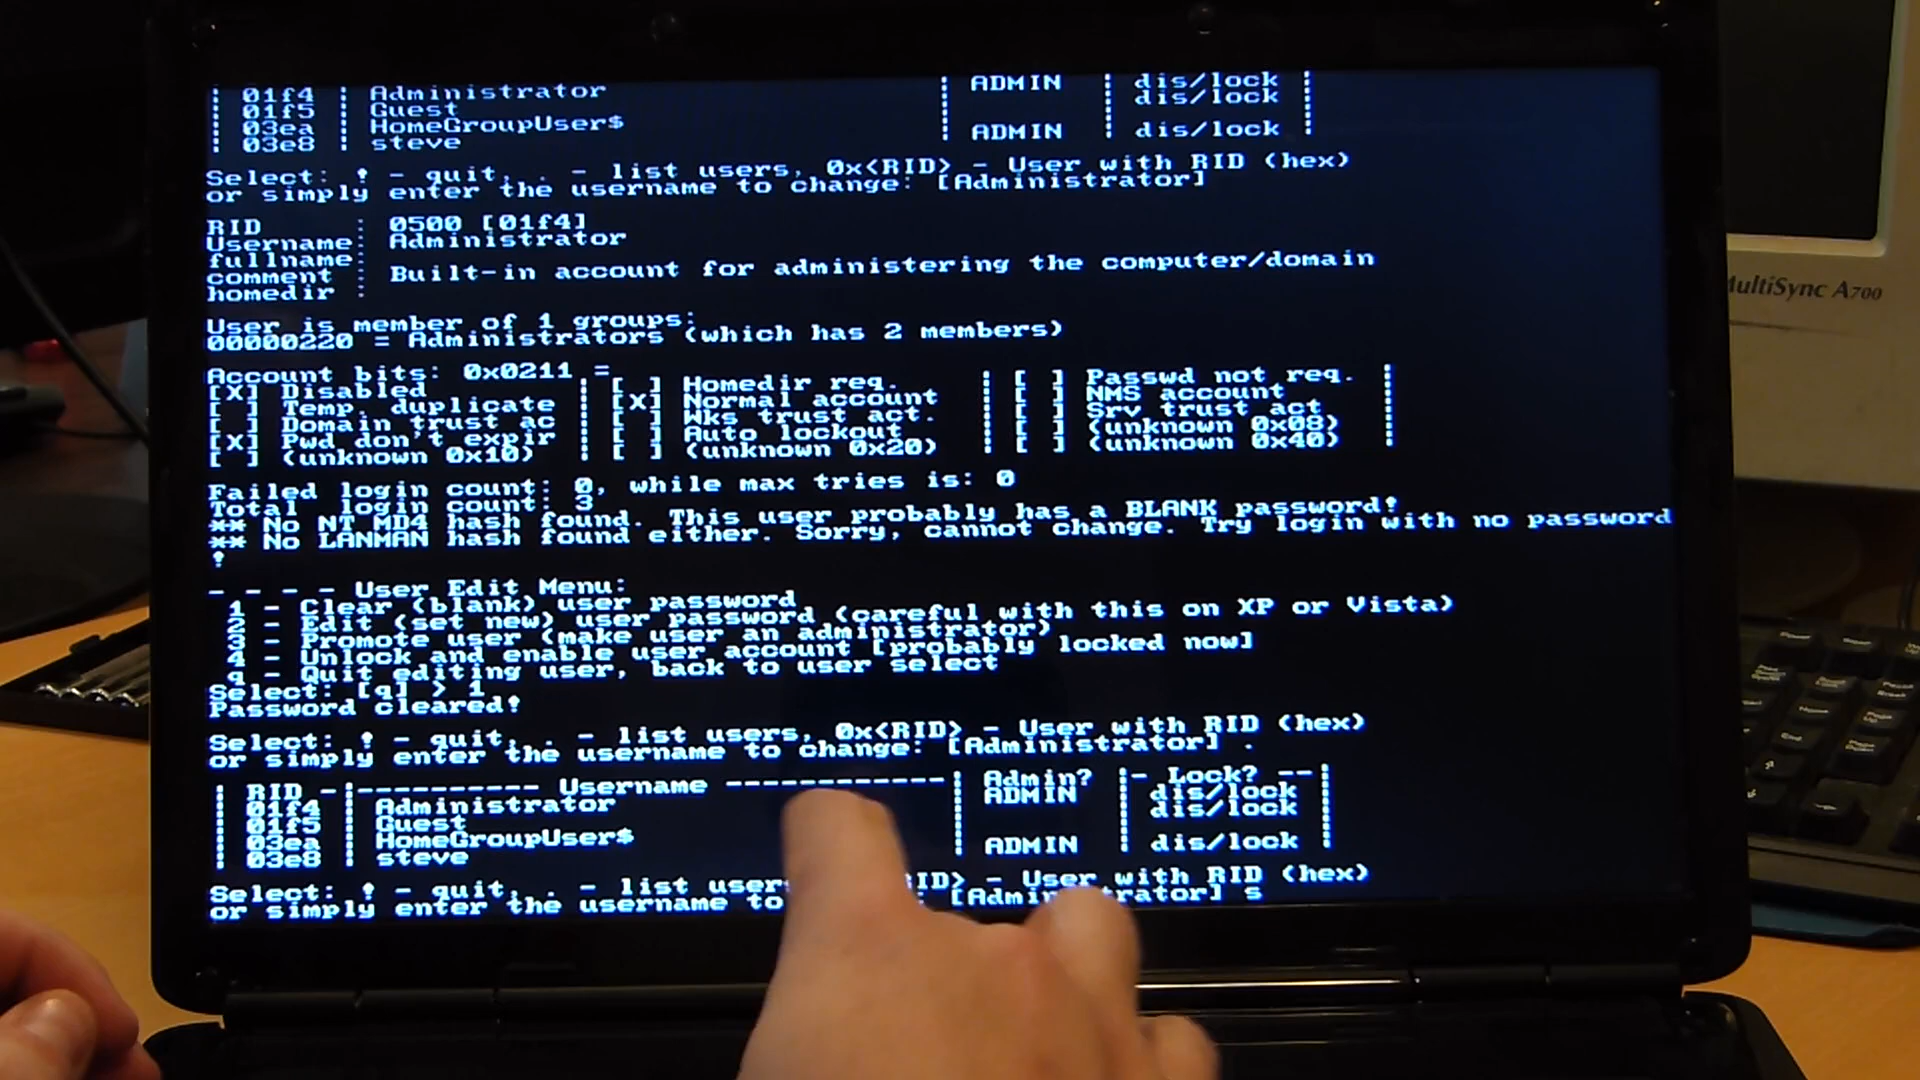 | 01f4 | Administrator | ADMIN | dis/lock |
| 01f5 | Guest | | dis/lock |
| 03ea | HomeGroupUser$ | | |
| 03e8 | steve | ADMIN | dis/lock |
Select: ! - quit, . - list users, 0x<RID> - User with RID (hex)
or simply enter the username to change: [Administrator]
RID : 0500 [01f4]
Username: Administrator
fullname:
comment : Built-in account for administering the computer/domain
homedir :
User is member of 1 groups:
00000220 = Administrators (which has 2 members)
Account bits: 0x0211 =
[X] Disabled | [ ] Homedir req. | [ ] Passwd not req. |
[ ] Temp. duplicate | [X] Normal account | [ ] NMS account |
[ ] Domain trust ac | [ ] Wks trust act. | [ ] Srv trust act |
[X] Pwd don't expir | [ ] Auto lockout | [ ] (unknown 0x08) |
[ ] (unknown 0x10) | [ ] (unknown 0x20) | [ ] (unknown 0x40) |
Failed login count: 0, while max tries is: 0
Total login count: 3
** No NT MD4 hash found. This user probably has a BLANK password!
** No LANMAN hash found either. Sorry, cannot change. Try login with no password
!
- - - - User Edit Menu:
1 - Clear (blank) user password
2 - Edit (set new) user password (careful with this on XP or Vista)
3 - Promote user (make user an administrator)
4 - Unlock and enable user account [probably locked now]
q - Quit editing user, back to user select
Select: [q] > 1
Password cleared!
Select: ! - quit, . - list users, 0x<RID> - User with RID (hex)
or simply enter the username to change: [Administrator] .
| RID -|---------- Username ------------| Admin? |- Lock? --|
| 01f4 | Administrator | ADMIN | dis/lock |
| 01f5 | Guest | | dis/lock |
| 03ea | HomeGroupUser$ | | |
| 03e8 | steve | ADMIN | dis/lock |
Select: ! - quit, . - list users RID> - User with RID (hex)
or simply enter the username to : [Administrator] s
MultiSync A700